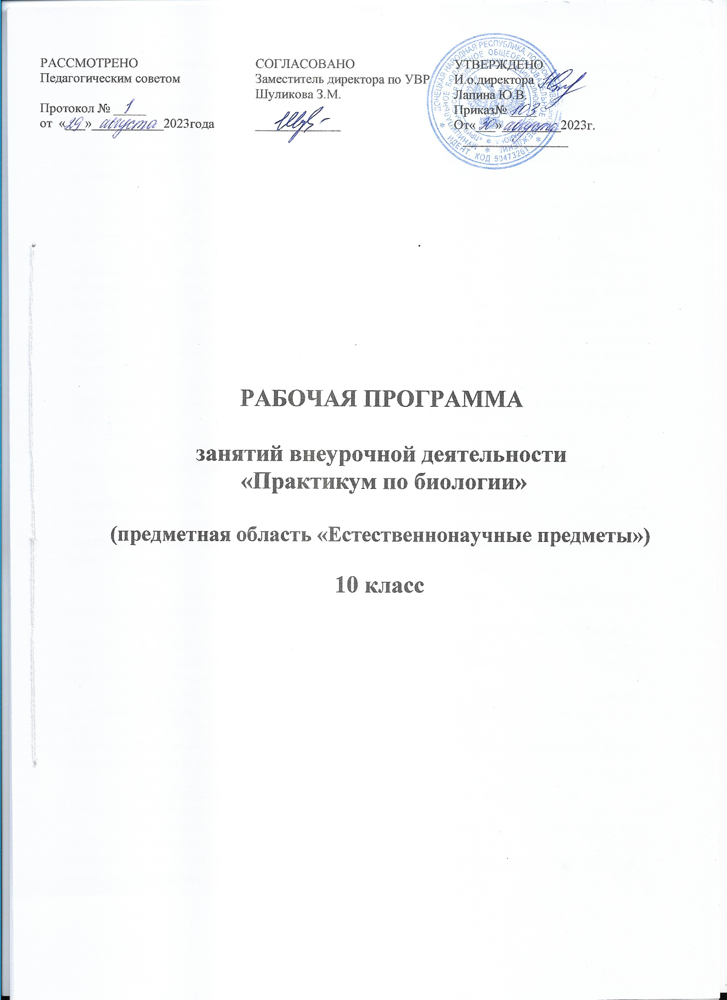 РАССМОТРЕНО
Педагогическим советом
Протокол № 1
от «29» августа 2023года
СОГЛАСОВАНО
Заместитель директора по УВР
Шуликова З.М.
УТВЕРЖДЕНО
И.о.директора
Лапина Ю.В.
Приказ№ 103
От«30» августа 2023г.
ДОНЕЦКАЯ НАРОДНАЯ РЕСПУБЛИКА
ОБЩЕОБРАЗОВАТЕЛЬНОЕ
ИДЕНТ. КОД 50473261
РАБОЧАЯ ПРОГРАММА
занятий внеурочной деятельности
«Практикум по биологии»
(предметная область «Естественнонаучные предметы»)
10 класс